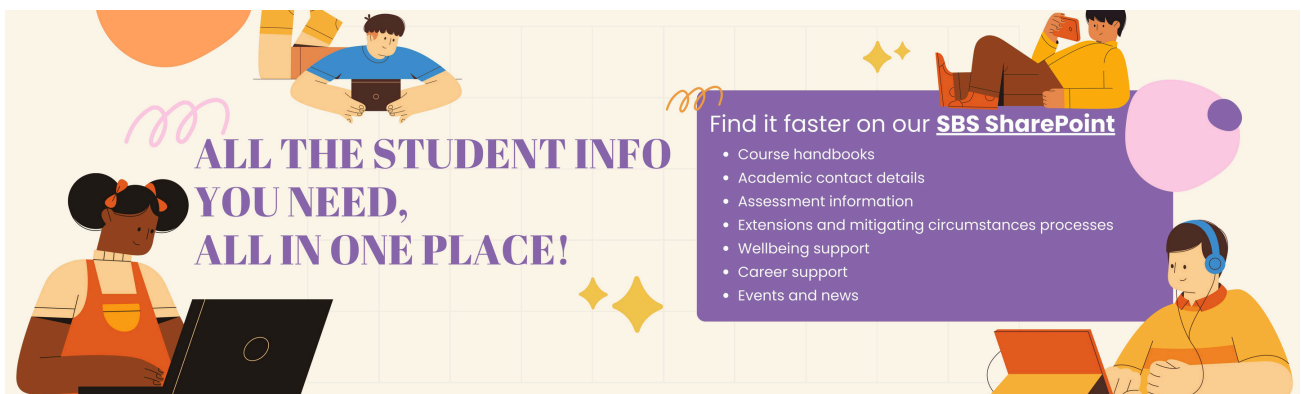 ALL THE STUDENT INFO
YOU NEED,
ALL IN ONE PLACE!
Find it faster on our SBS SharePoint
• Course handbooks
• Academic contact details
• Assessment information
• Extensions and mitigating circumstances processes
• Wellbeing support
• Career support
• Events and news